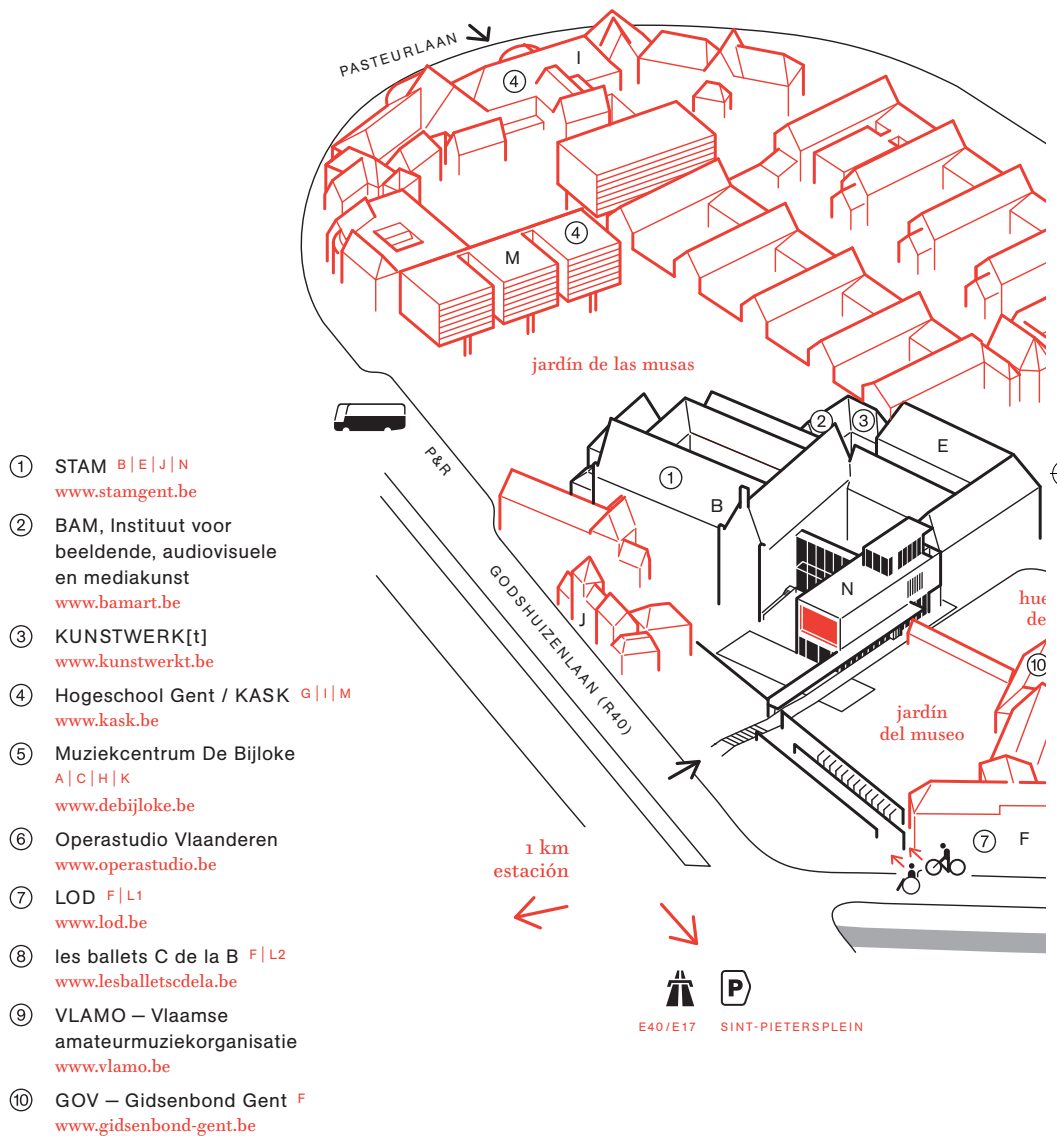 PASTEURLAAN
I
4
4
M
jardín de las musas
2
3
E
P&R
1
B
N
GODSHUIZENLAAN (R40)
J
hue
de
10
jardín
del museo
7
F
1 km
estación
P
E40/E17
SINT-PIETERSPLEIN
1 STAM B|E|J|N
www.stamgent.be
2 BAM, Instituut voor
beeldende, audiovisuele
en mediakunst
www.bamart.be
3 KUNSTWERK[t]
www.kunstwerkt.be
4 Hogeschool Gent / KASK G|I|M
www.kask.be
5 Muziekcentrum De Bijloke
A|C|H|K
www.debijloke.be
6 Operastudio Vlaanderen
www.operastudio.be
7 LOD F|L1
www.lod.be
8 les ballets C de la B F|L2
www.lesballetscdela.be
9 VLAMO – Vlaamse
amateurmuziekorganisatie
www.vlamo.be
10 GOV – Gidsenbond Gent F
www.gidsenbond-gent.be